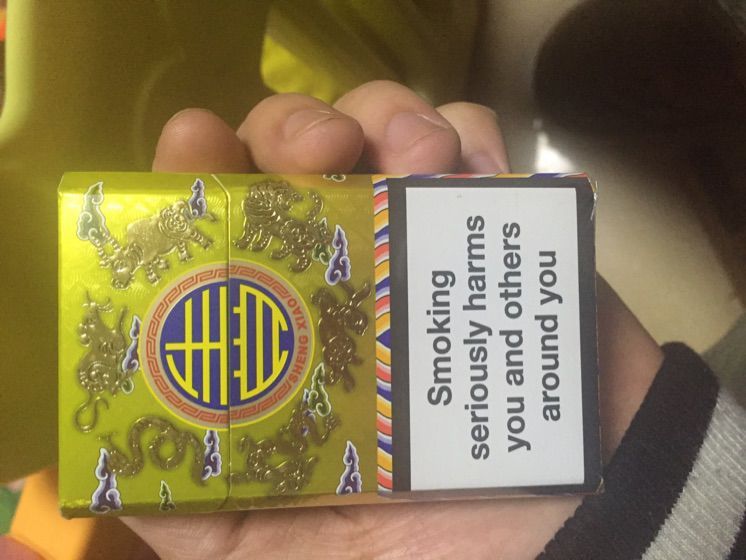 SHENG XIAO
Smoking
seriously harms
you and others
around you